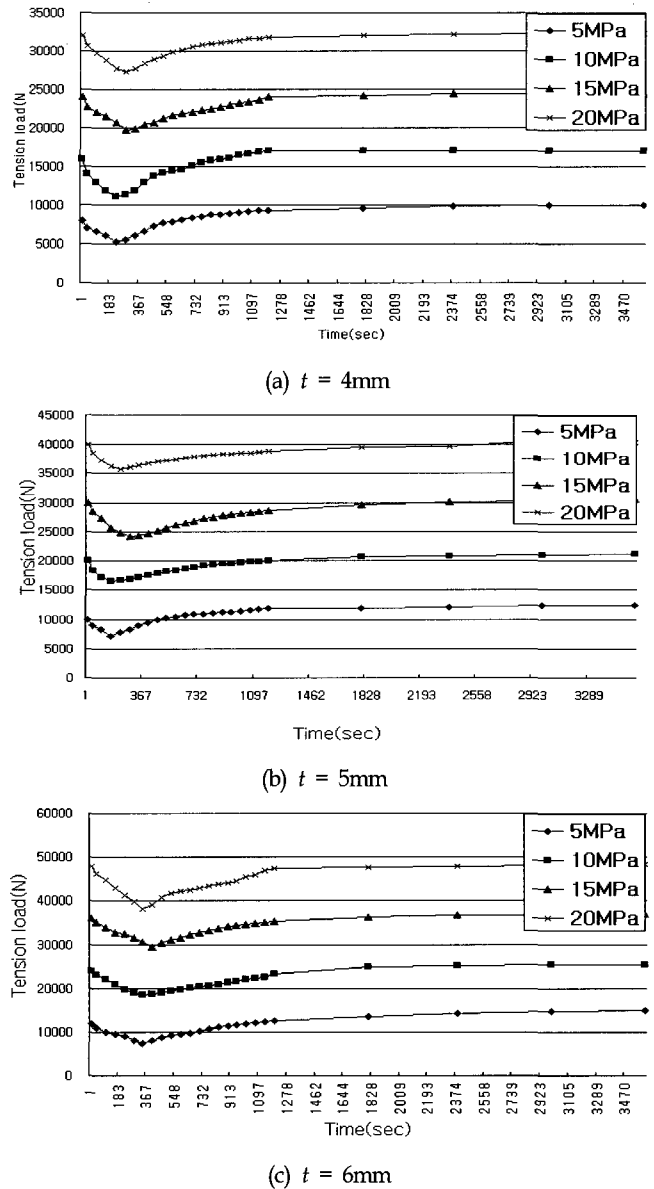 35000
30000
25000
20000
15000
10000
5000
0
Tension load(N
5MPa
10MPa
15MPa
20MPa
1 183 367 548 732 913 1097 1278 1462 1644 1828 2009 2193 2374 2558 2739 2923 3105 3289 3470
Time(sec)
(a) t = 4mm
45000
40000
35000
30000
25000
20000
15000
10000
5000
0
Tension load(N)
5MPa
10MPa
15MPa
20MPa
1 367 732 1097 1462 1828 2193 2558 2923 3289
Time(sec)
(b) t = 5mm
60000
50000
40000
30000
20000
10000
0
Tension load(N)
5MPa
10MPa
15MPa
20MPa
1 183 367 548 732 913 1097 1278 1462 1644 1828 2009 2193 2374 2558 2739 2923 3105 3289 3470
Time(sec)
(c) t = 6mm